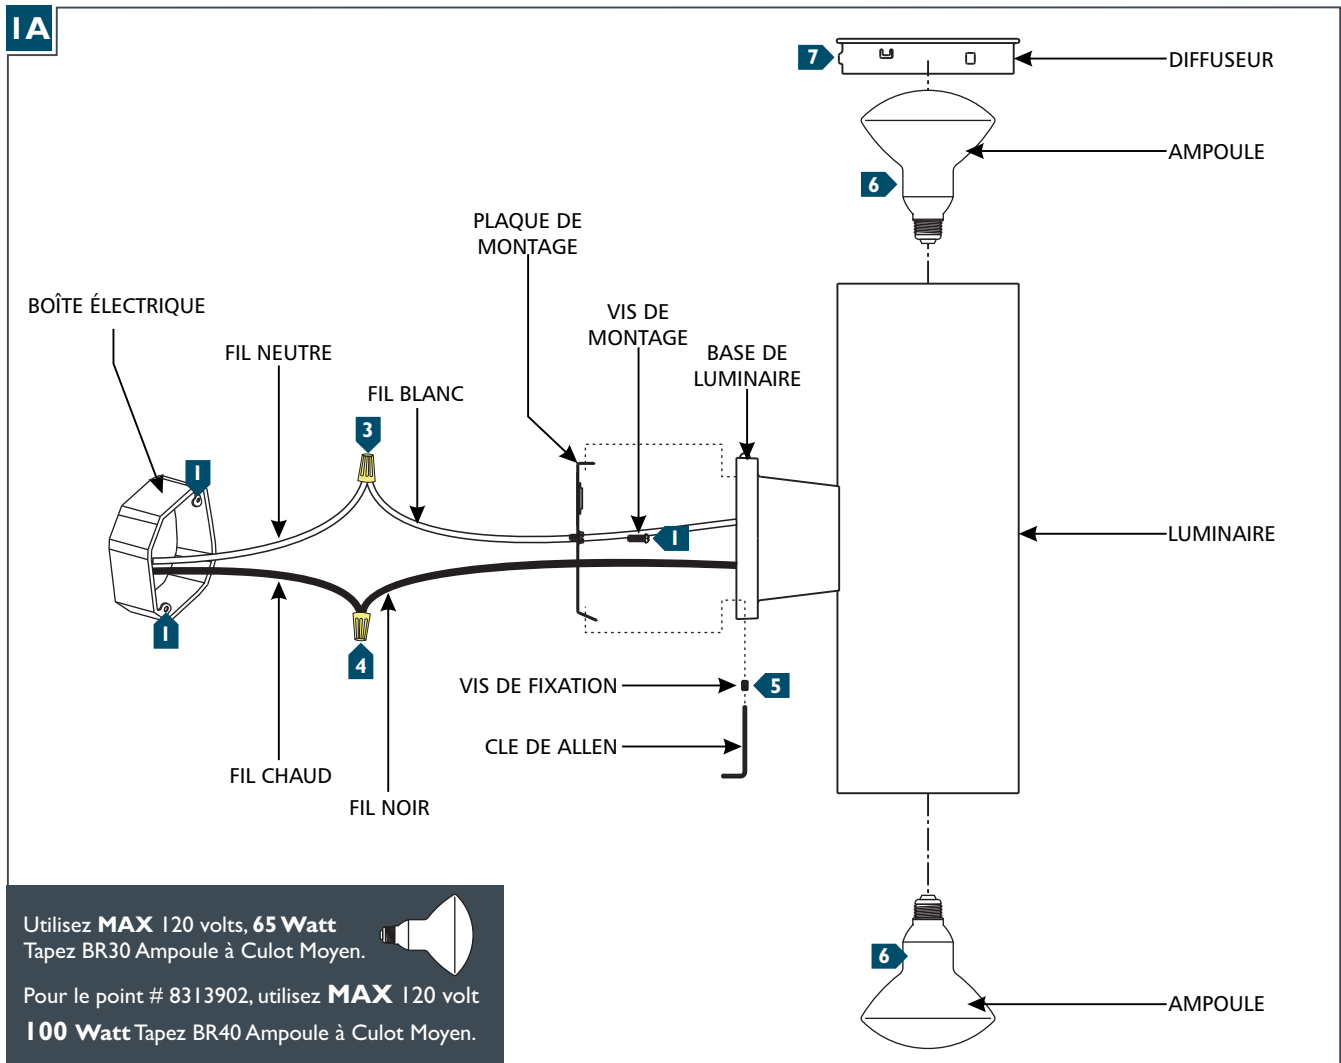 1A
7
DIFFUSEUR
AMPOULE
6
PLAQUE DE
MONTAGE
BOÎTE ÉLECTRIQUE
VIS DE
MONTAGE
FIL NEUTRE
BASE DE
LUMINAIRE
FIL BLANC
3
1
1
LUMINAIRE
1
4
VIS DE FIXATION
5
CLE DE ALLEN
FIL CHAUD
FIL NOIR
Utilisez MAX 120 volts, 65 Watt
Tapez BR30 Ampoule à Culot Moyen.
Pour le point # 8313902, utilisez MAX 120 volt
100 Watt Tapez BR40 Ampoule à Culot Moyen.
6
AMPOULE